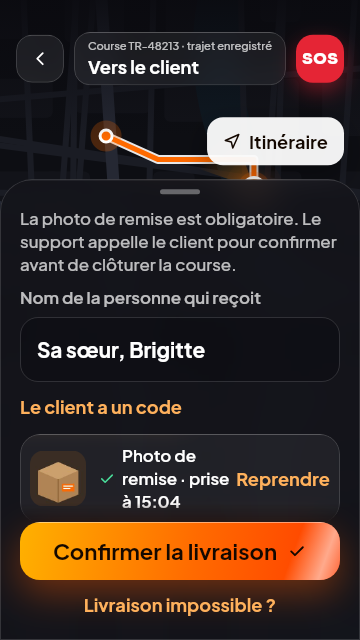 Course TR-48213 · trajet enregistré
Vers le client
SOS
Itinéraire
La photo de remise est obligatoire. Le
support appelle le client pour confirmer
avant de clôturer la course.
Nom de la personne qui reçoit
Sa sœur, Brigitte
Le client a un code
Photo de
remise · prise
à 15:04
Reprendre
Confirmer la livraison
Livraison impossible ?